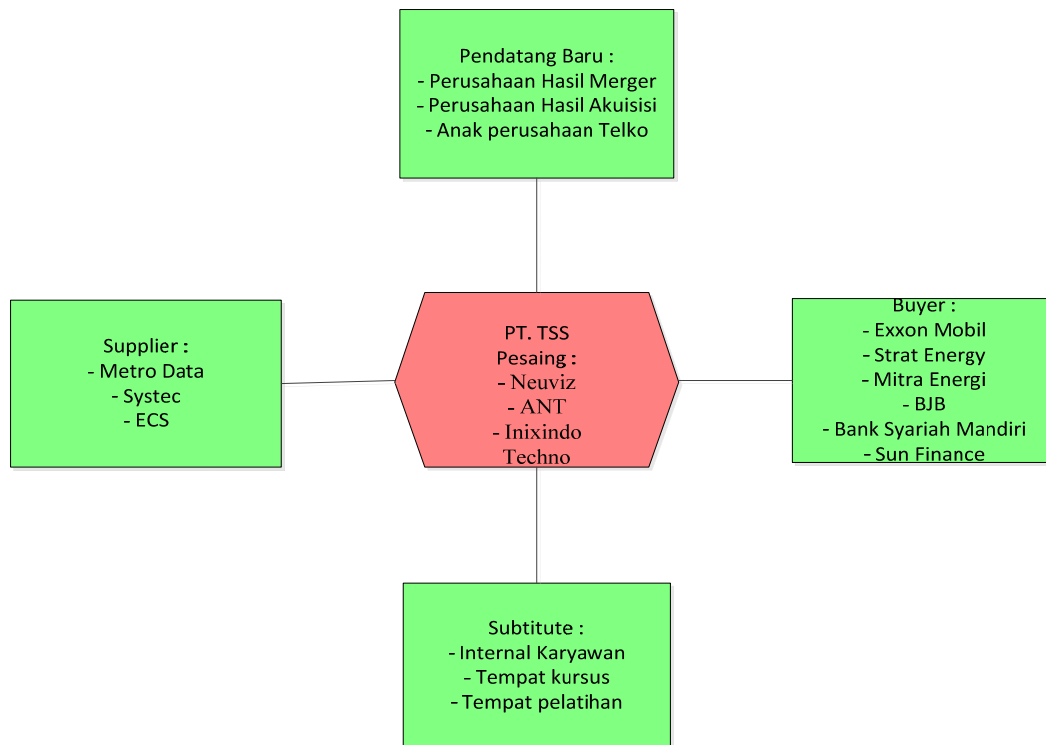 Pendatang Baru :
- Perusahaan Hasil Merger
- Perusahaan Hasil Akuisisi
- Anak perusahaan Telko
Supplier :
- Metro Data
- Systec
- ECS
PT. TSS
Pesaing :
- Neuviz
- ANT
- Inixindo
Techno
Buyer :
- Exxon Mobil
- Strat Energy
- Mitra Energi
- BJB
- Bank Syariah Mandiri
- Sun Finance
Subtitute :
- Internal Karyawan
- Tempat kursus
- Tempat pelatihan